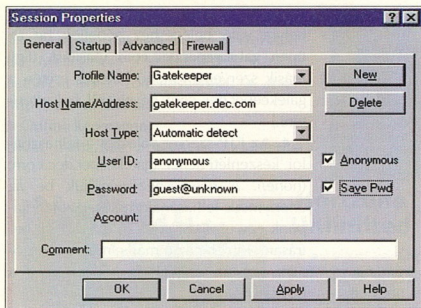 Session Properties
General Startup Advanced Firewall
Profile Name: Gatekeeper New
Host Name/Address: gatekeeper.dec.com Delete
Host Type: Automatic detect
User ID: anonymous Anonymous
Password: guest@unknown Save Pwd
Account:
Comment:
OK Cancel Apply Help